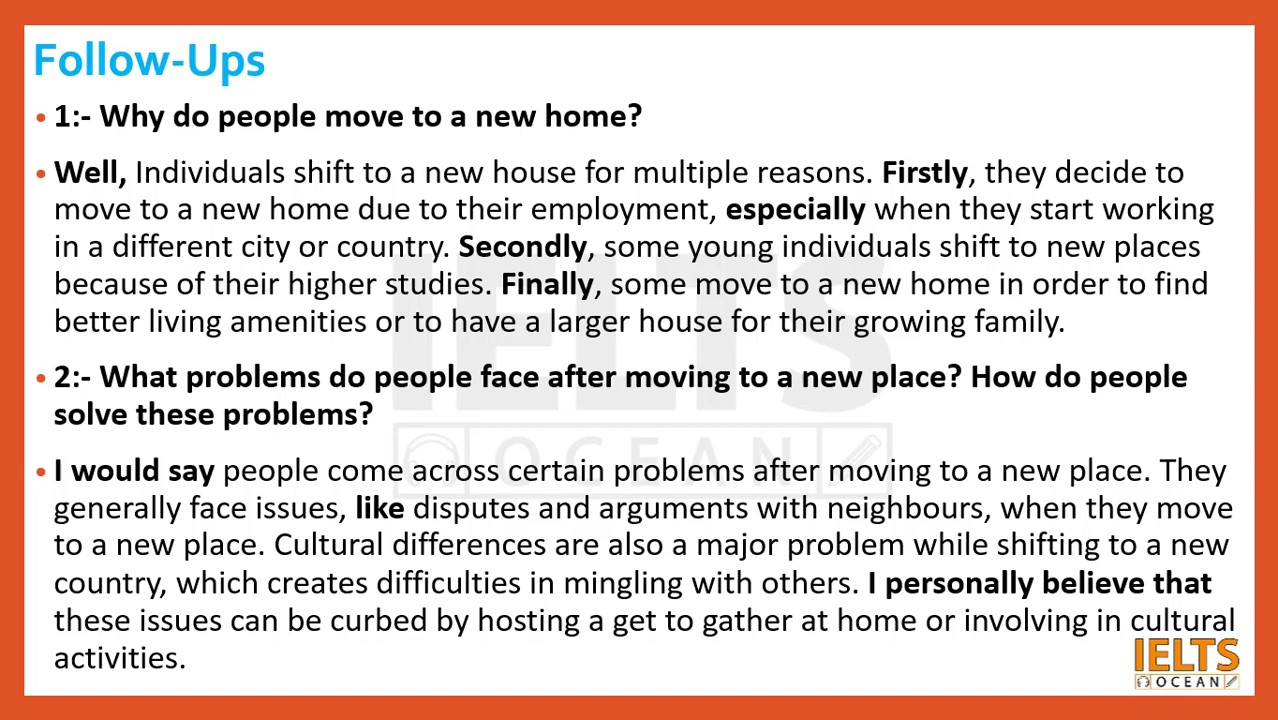 Follow-Ups
• 1:- Why do people move to a new home?
• Well, Individuals shift to a new house for multiple reasons. Firstly, they decide to
move to a new home due to their employment, especially when they start working
in a different city or country. Secondly, some young individuals shift to new places
because of their higher studies. Finally, some move to a new home in order to find
better living amenities or to have a larger house for their growing family.
• 2:- What problems do people face after moving to a new place? How do people
solve these problems?
• I would say people come across certain problems after moving to a new place. They
generally face issues, like disputes and arguments with neighbours, when they move
to a new place. Cultural differences are also a major problem while shifting to a new
country, which creates difficulties in mingling with others. I personally believe that
these issues can be curbed by hosting a get to gather at home or involving in cultural
activities.
IELTS
OCEAN
IELTS
OCEAN